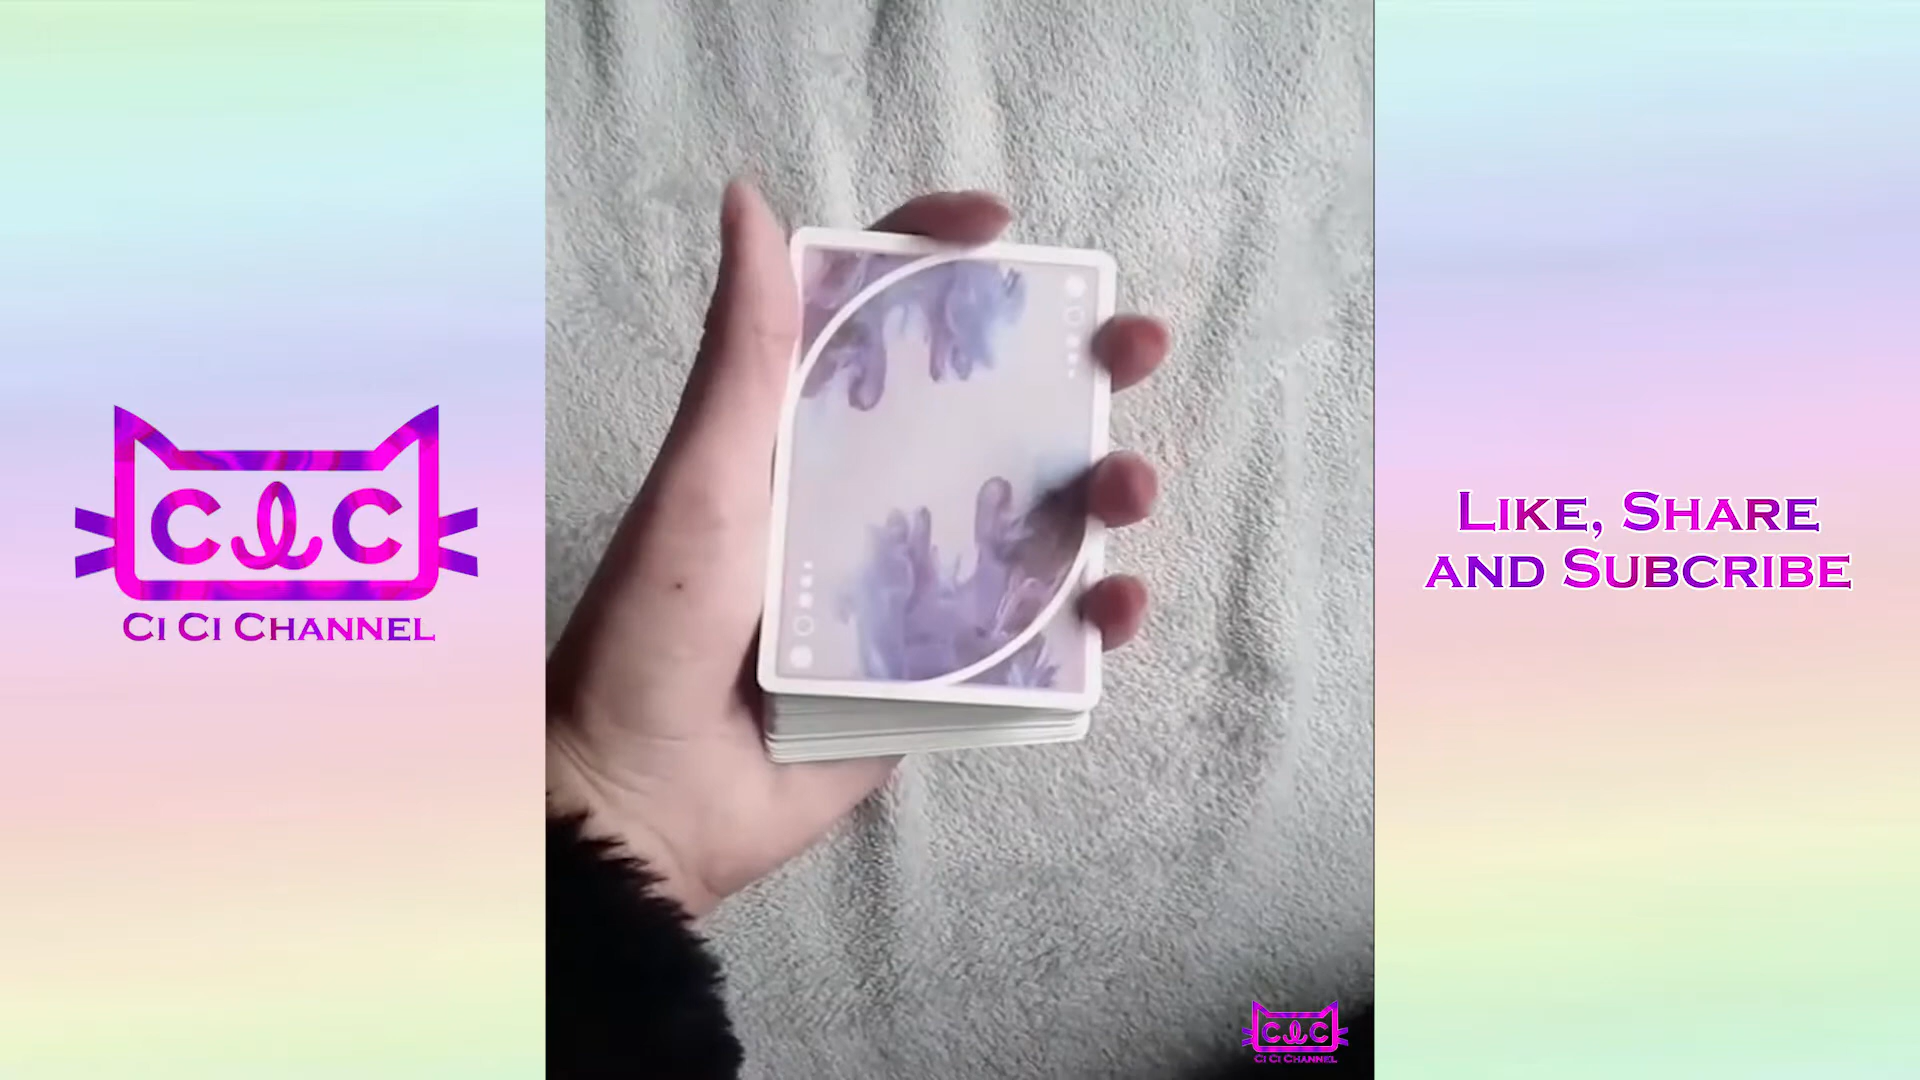 CIC
CI CI CHANNEL
LIKE, SHARE
AND SUBCRIBE
CIC
CI CI CHANNEL